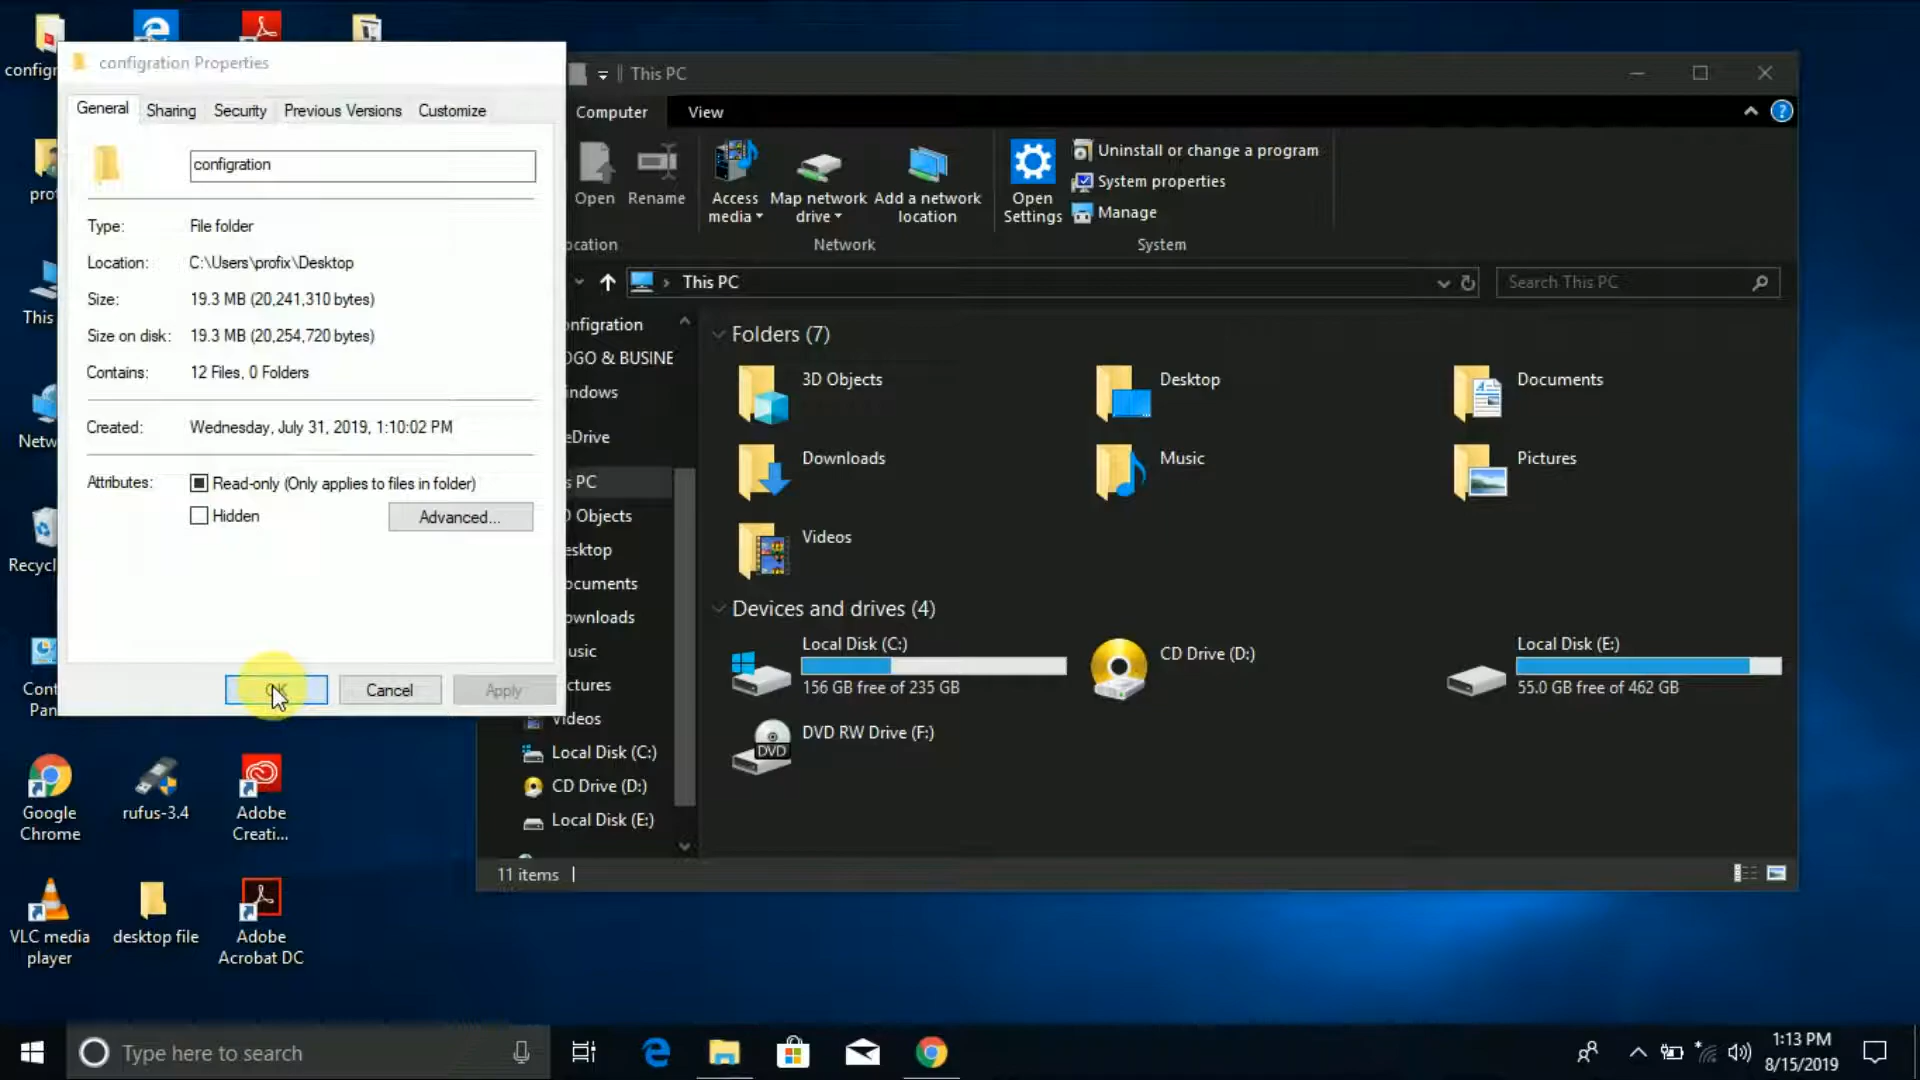 configr
configration Properties
General
Sharing
Security
Previous Versions
Customize
configration
Type:
File folder
Location:
C:\Users\profix\Desktop
Size:
19.3 MB (20,241,310 bytes)
Size on disk:
19.3 MB (20,254,720 bytes)
Contains:
12 Files, 0 Folders
Created:
Wednesday, July 31, 2019, 1:10:02 PM
Attributes:
Read-only (Only applies to files in folder)
Hidden
Advanced...
OK
Cancel
Apply
This PC
Computer
View
Open
Rename
Access
media
Map network
drive
Add a network
location
Open
Settings
Uninstall or change a program
System properties
Manage
ocation
Network
System
This PC
Search This PC
onfigration
OGO & BUSINE
indows
eDrive
s PC
D Objects
esktop
ocuments
ownloads
usic
ctures
Videos
Local Disk (C:)
CD Drive (D:)
Local Disk (E:)
Folders (7)
3D Objects
Desktop
Documents
Downloads
Music
Pictures
Videos
Devices and drives (4)
Local Disk (C:)
156 GB free of 235 GB
CD Drive (D:)
Local Disk (E:)
55.0 GB free of 462 GB
DVD
DVD RW Drive (F:)
11 items
prof
This
Netw
Recycl
Cont
Pan
Google
Chrome
rufus-3.4
Adobe
Creati...
VLC media
player
desktop file
Adobe
Acrobat DC
Type here to search
1:13 PM
8/15/2019